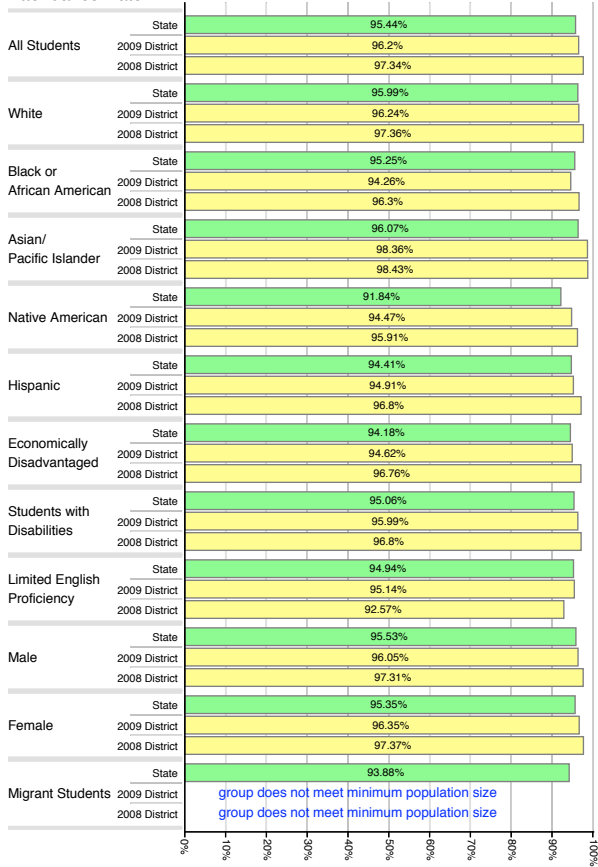 State 95.44%
All Students 2009 District 96.2%
2008 District 97.34%
State 95.99%
White 2009 District 96.24%
2008 District 97.36%
State 95.25%
Black or
African American 2009 District 94.26%
2008 District 96.3%
State 96.07%
Asian/
Pacific Islander 2009 District 98.36%
2008 District 98.43%
State 91.84%
Native American 2009 District 94.47%
2008 District 95.91%
State 94.41%
Hispanic 2009 District 94.91%
2008 District 96.8%
State 94.18%
Economically
Disadvantaged 2009 District 94.62%
2008 District 96.76%
State 95.06%
Students with
Disabilities 2009 District 95.99%
2008 District 96.8%
State 94.94%
Limited English
Proficiency 2009 District 95.14%
2008 District 92.57%
State 95.53%
Male 2009 District 96.05%
2008 District 97.31%
State 95.35%
Female 2009 District 96.35%
2008 District 97.37%
State 93.88%
Migrant Students 2009 District group does not meet minimum population size
2008 District group does not meet minimum population size
0% 10% 20% 30% 40% 50% 60% 70% 80% 90% 100%